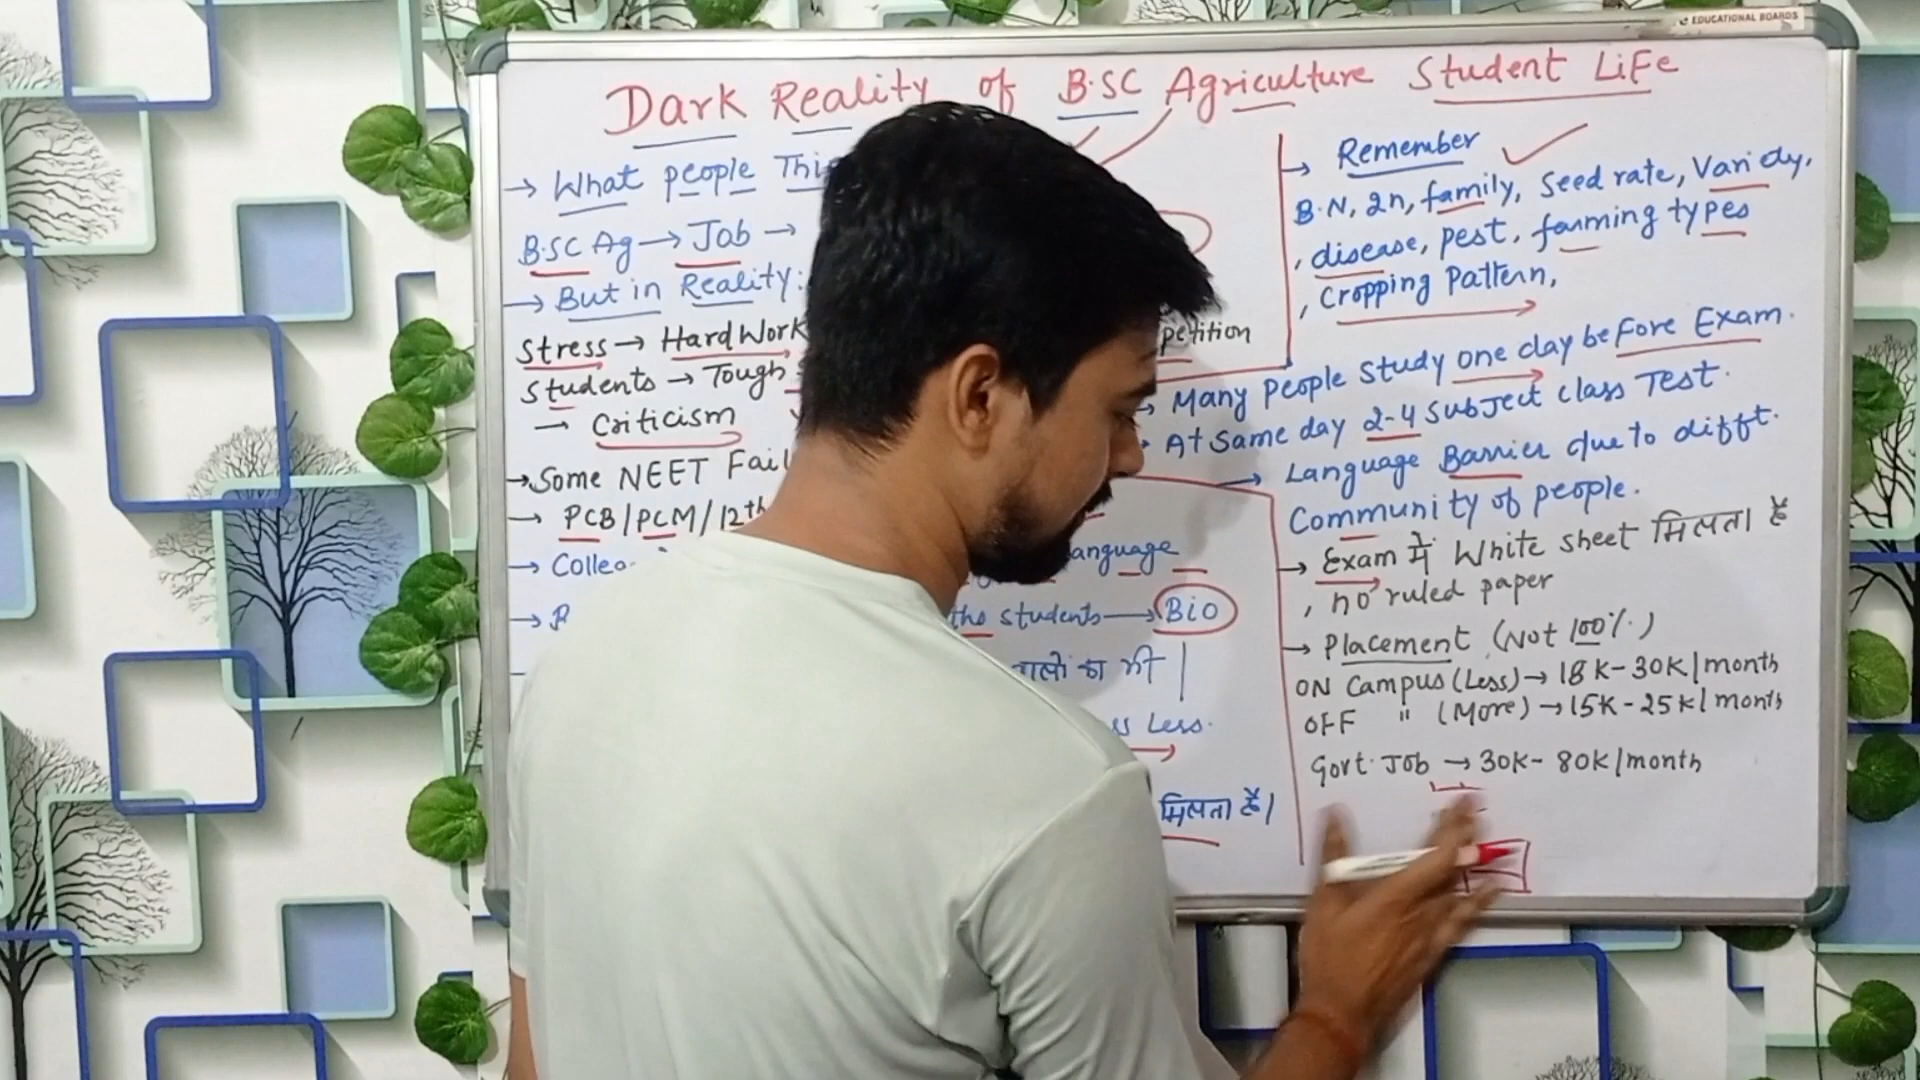 EDUCATIONAL BOARDS
Dark Reality of B.SC Agriculture Student LiFe
→ What people
B.SC Ag → Job →
→ But in Reality:
Stress → Hard Work
Students → Tough
→ Criticism
→ Some NEET Fail
→ PCB/PCM/12th
→
→
petition
anguage
the students → Bio
वालो का भी |
Less.
मिलता है।
→ Remember
B.N, 2n, family, Seed rate, Variety,
, disease, pest, farming types
, Cropping Pattern,
→ Many People Study one day beFore Exam.
→ At Same day 2-4 SubJect class Test.
→ Language Barrier due to difft.
Community of people.
→ Exam में White sheet मिलता है
, no ruled paper
→ Placement (Not 100%)
ON Campus (Less) → 18K-30K/month
OFF " (More) → 15K-25K/month
Govt. Job → 30K- 80K/month